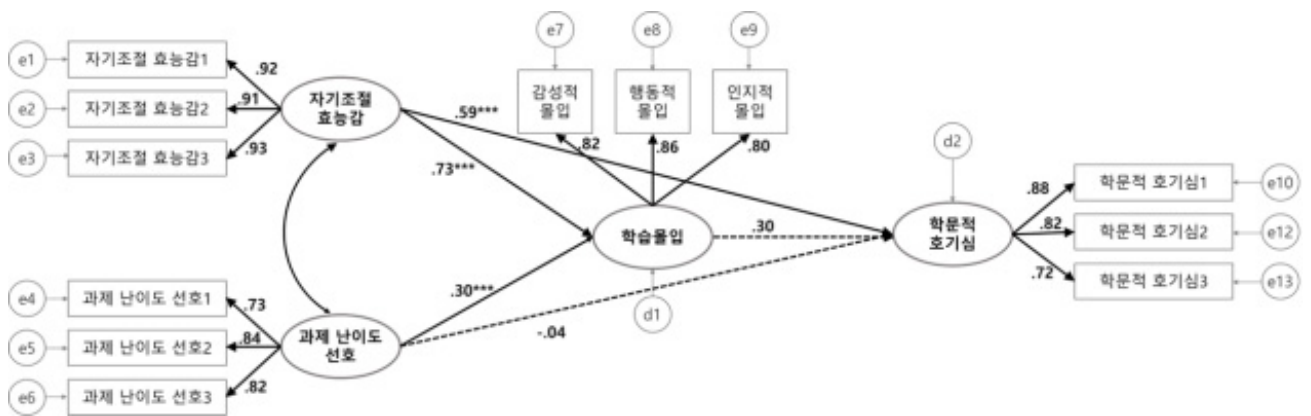 e1
자기조절 효능감1
.92
e2
자기조절 효능감2
.91
e3
자기조절 효능감3
.93
자기조절
효능감
e7
e8
e9
감성적
몰입
행동적
몰입
인지적
몰입
.82
.86
.80
.59***
.73***
학습몰입
d1
.30
.30***
-.04
d2
학문적
호기심
.88
학문적 호기심1
e10
.82
학문적 호기심2
e12
.72
학문적 호기심3
e13
e4
과제 난이도 선호1
.73
e5
과제 난이도 선호2
.84
e6
과제 난이도 선호3
.82
과제 난이도
선호